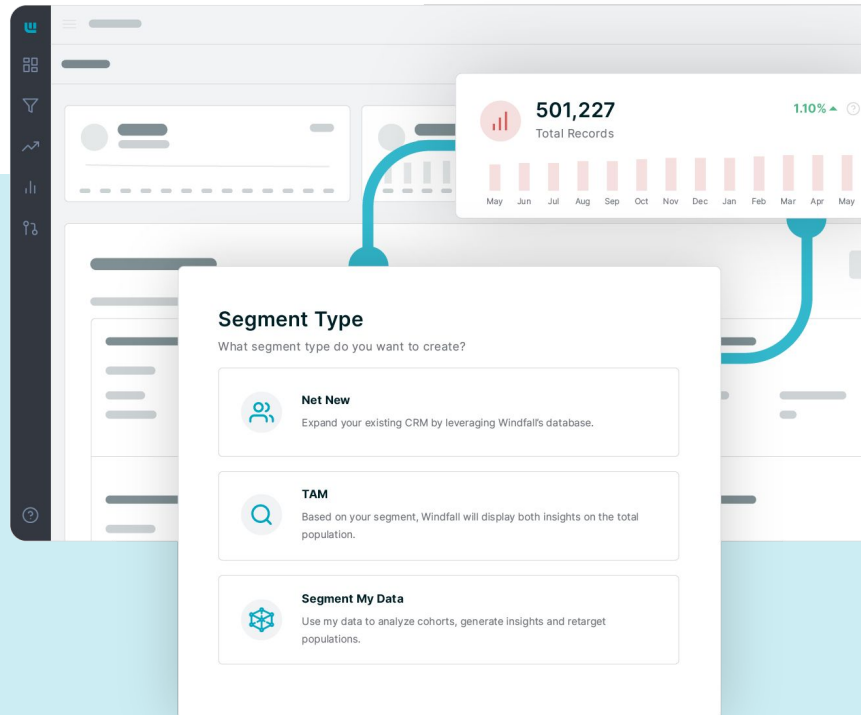 501,227
1.10%
Total Records
May Jun Jul Aug Sep Oct Nov Dec Jan Feb Mar Apr May
Segment Type
What segment type do you want to create?
Net New
Expand your existing CRM by leveraging Windfall's database.
TAM
Based on your segment, Windfall will display both insights on the total
population.
Segment My Data
Use my data to analyze cohorts, generate insights and retarget
populations.